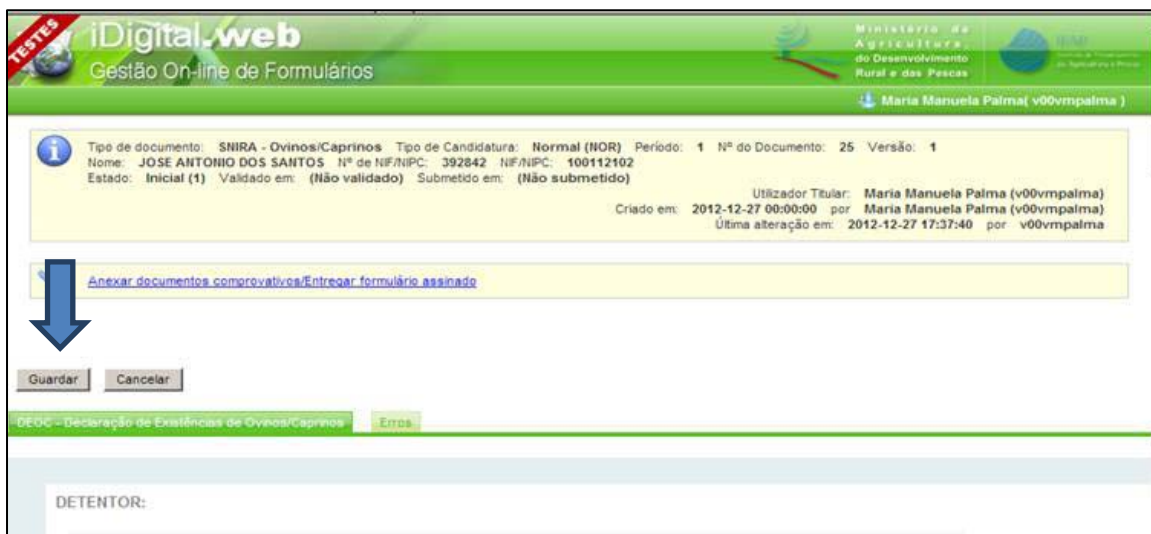 TESTES
iDigital.web
Gestão On-line de Formulários
Ministério da
Agricultura,
do Desenvolvimento
Rural e das Pescas
IFAP
Maria Manuela Palma( v00vmpalma )
Tipo de documento: SNIRA - Ovinos/Caprinos Tipo de Candidatura: Normal (NOR) Período: 1 Nº do Documento: 25 Versão: 1
Nome: JOSE ANTONIO DOS SANTOS Nº de NIF/NIPC: 392842 NIF/NIPC: 100112102
Estado: Inicial (1) Validado em: (Não validado) Submetido em: (Não submetido)
Utilizador Titular: Maria Manuela Palma (v00vmpalma)
Criado em: 2012-12-27 00:00:00 por Maria Manuela Palma (v00vmpalma)
Última alteração em: 2012-12-27 17:37:40 por v00vmpalma
Anexar documentos comprovativos/Entregar formulário assinado
Guardar Cancelar
DEOC - Declaração de Existências de Ovinos/Caprinos Erros
DETENTOR: